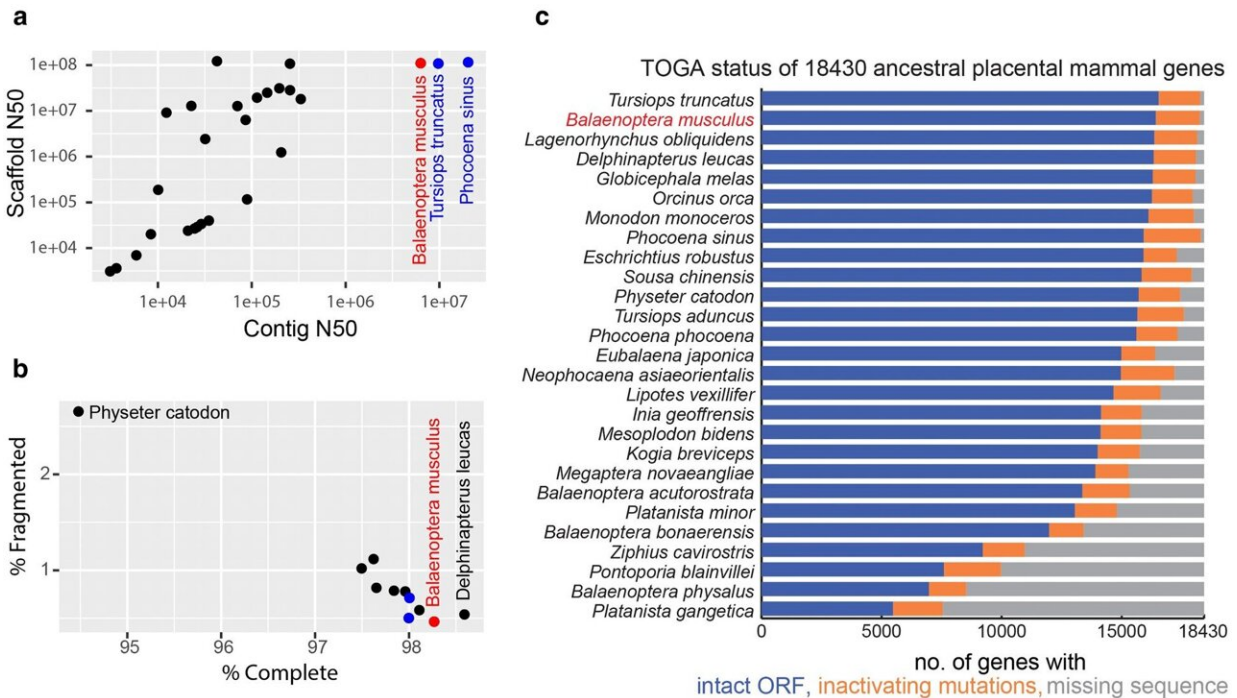 a
Scaffold N50
1e+08
1e+07
1e+06
1e+05
1e+04
Balaenoptera musculus
Tursiops truncatus
Phocoena sinus
1e+04
1e+05
1e+06
1e+07
Contig N50
b
% Fragmented
2
1
Physeter catodon
Balaenoptera musculus
Delphinapterus leucas
95
96
97
98
% Complete
c
TOGA status of 18430 ancestral placental mammal genes
Tursiops truncatus
Balaenoptera musculus
Lagenorhynchus obliquidens
Delphinapterus leucas
Globicephala melas
Orcinus orca
Monodon monoceros
Phocoena sinus
Eschrichtius robustus
Sousa chinensis
Physeter catodon
Tursiops aduncus
Phocoena phocoena
Eubalaena japonica
Neophocaena asiaeorientalis
Lipotes vexillifer
Inia geoffrensis
Mesoplodon bidens
Kogia breviceps
Megaptera novaeangliae
Balaenoptera acutorostrata
Platanista minor
Balaenoptera bonaerensis
Ziphius cavirostris
Pontoporia blainvillei
Balaenoptera physalus
Platanista gangetica
0
5000
10000
15000
18430
no. of genes with
intact ORF, inactivating mutations, missing sequence